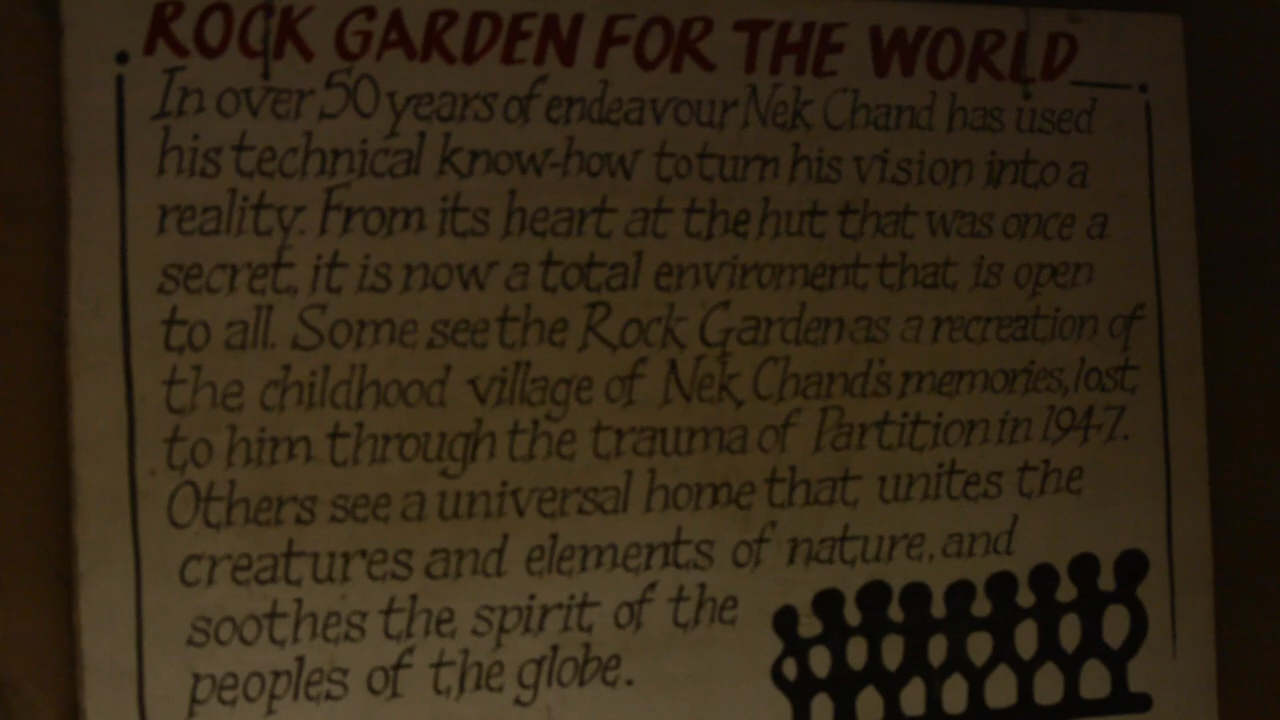 ROCK GARDEN FOR THE WORLD
In over 50 years of endeavour Nek Chand has used
his technical know-how to turn his vision into a
reality. From its heart at the hut that was once a
secret, it is now a total enviroment that is open
to all. Some see the Rock Garden as a recreation of
the childhood village of Nek Chand's memories, lost
to him through the trauma of Partition in 1947.
Others see a universal home that unites the
creatures and elements of nature, and
soothes the spirit of the
peoples of the globe.